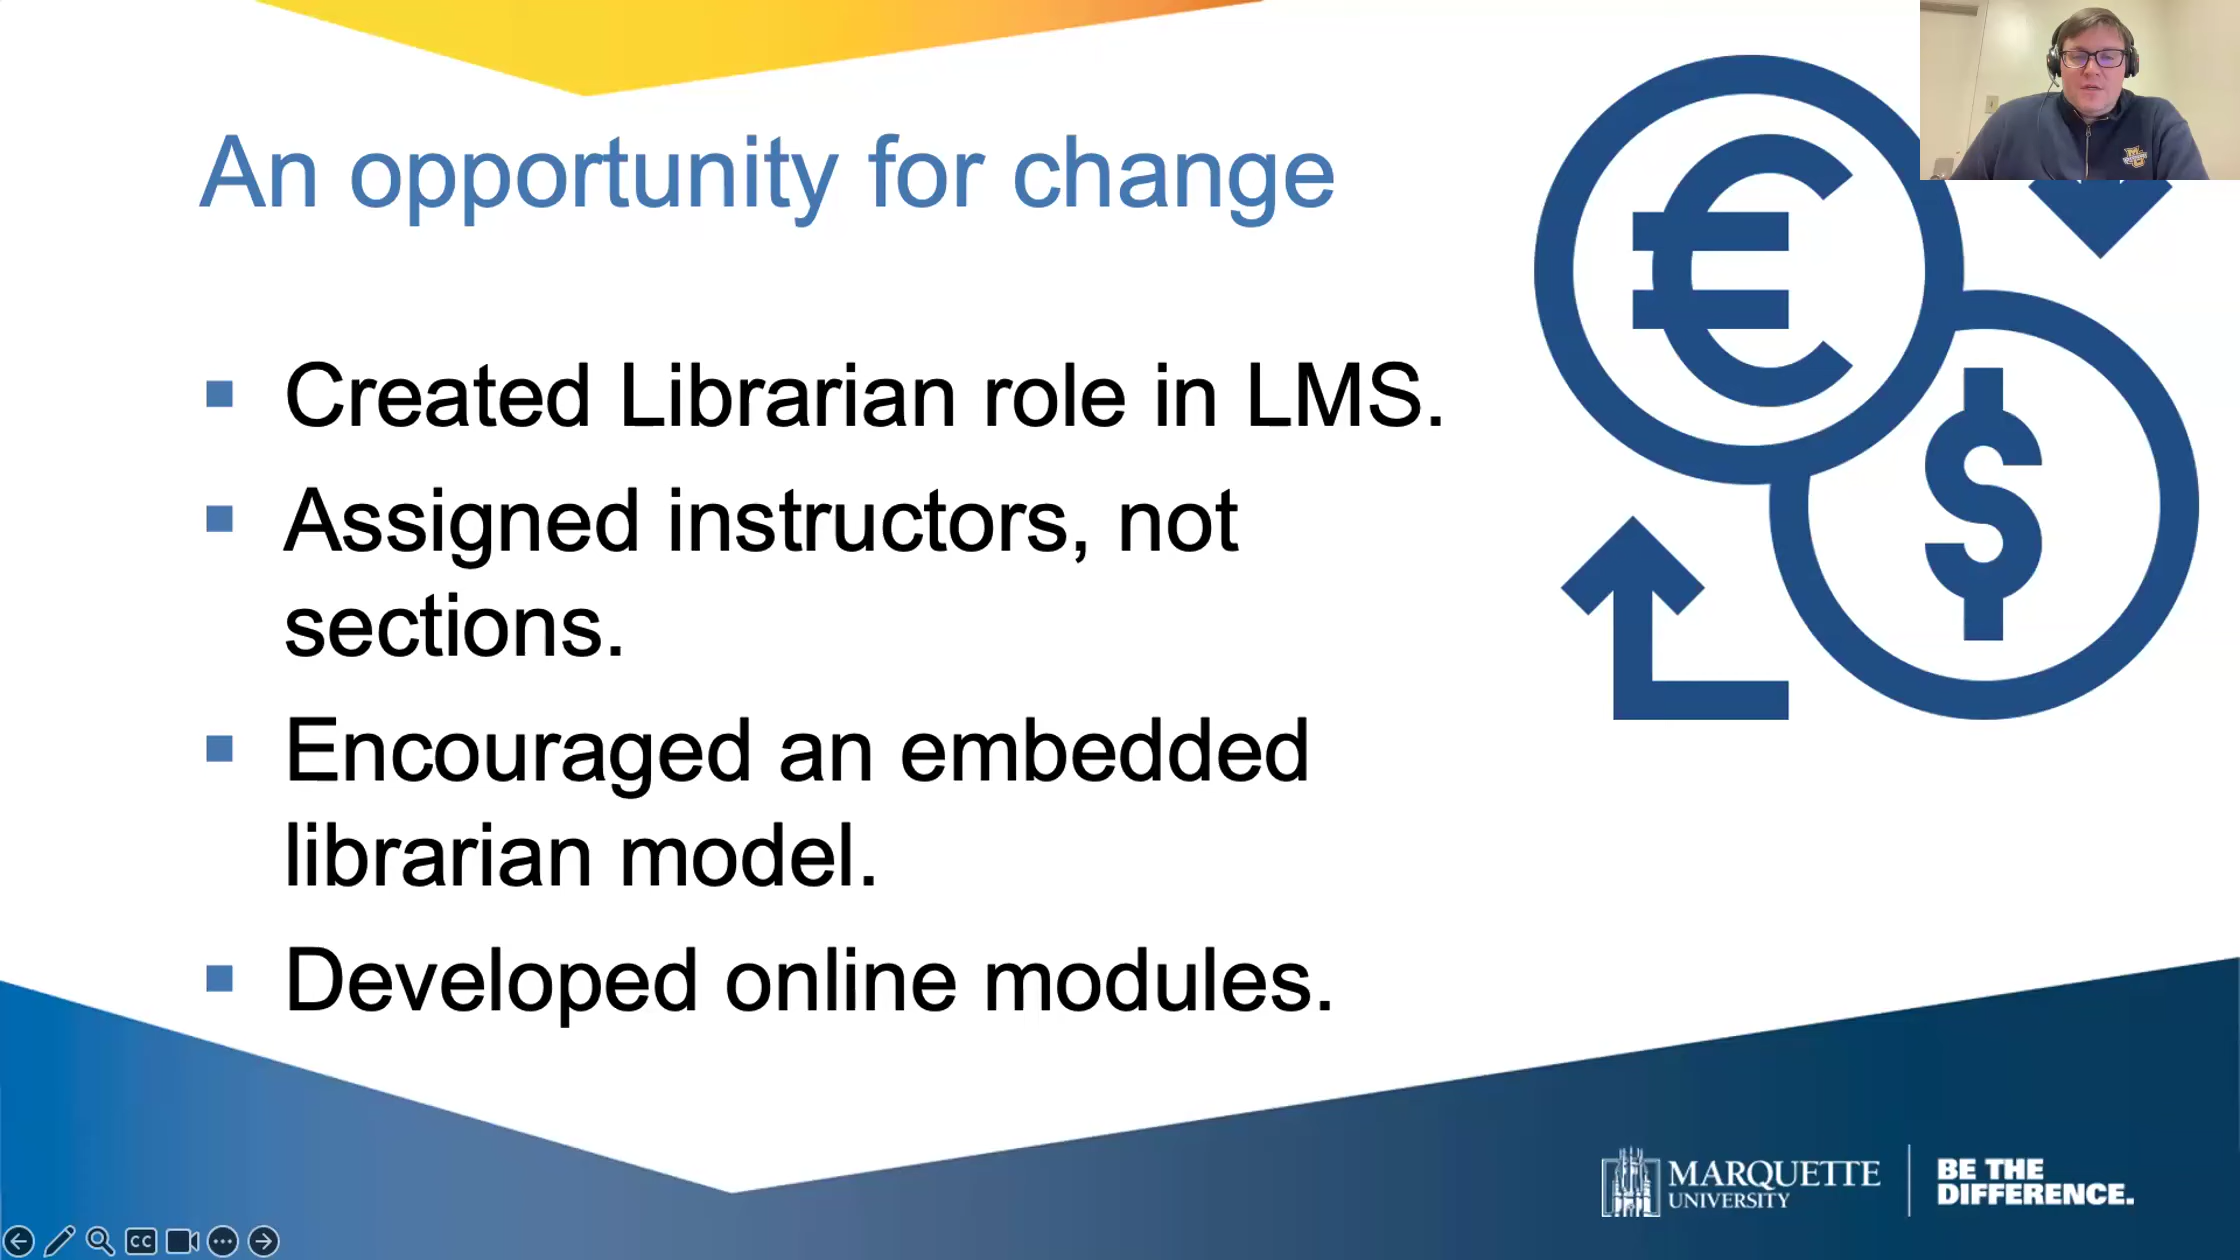 An opportunity for change
Created Librarian role in LMS.
Assigned instructors, not
sections.
Encouraged an embedded
librarian model.
Developed online modules.
€
$
MARQUETTE
UNIVERSITY
BE THE
DIFFERENCE.
CC